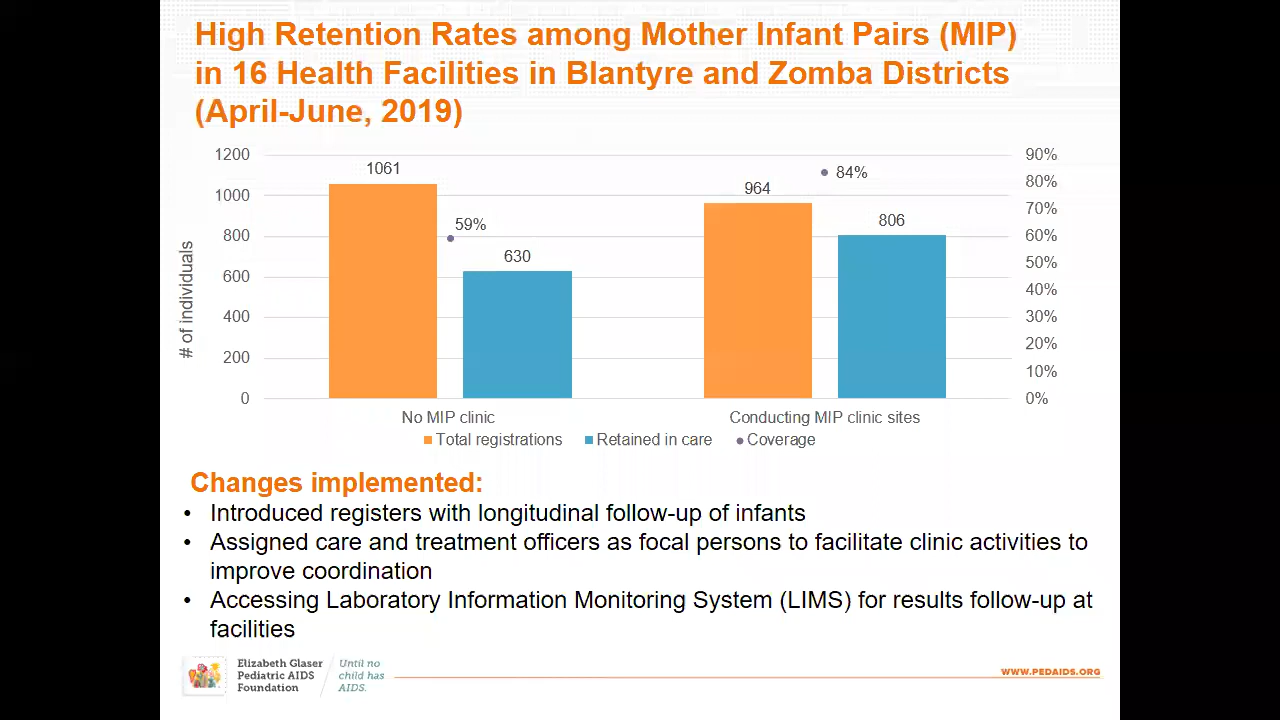 High Retention Rates among Mother Infant Pairs (MIP)
in 16 Health Facilities in Blantyre and Zomba Districts
(April-June, 2019)
1200
1000
800
600
400
200
0
# of individuals
1061
59%
630
964
84%
806
90%
80%
70%
60%
50%
40%
30%
20%
10%
0%
No MIP clinic
Conducting MIP clinic sites
Total registrations
Retained in care
Coverage
Changes implemented:
• Introduced registers with longitudinal follow-up of infants
• Assigned care and treatment officers as focal persons to facilitate clinic activities to
improve coordination
• Accessing Laboratory Information Monitoring System (LIMS) for results follow-up at
facilities
Elizabeth Glaser
Pediatric AIDS
Foundation
Until no
child has
AIDS.
WWW.PEDAIDS.ORG